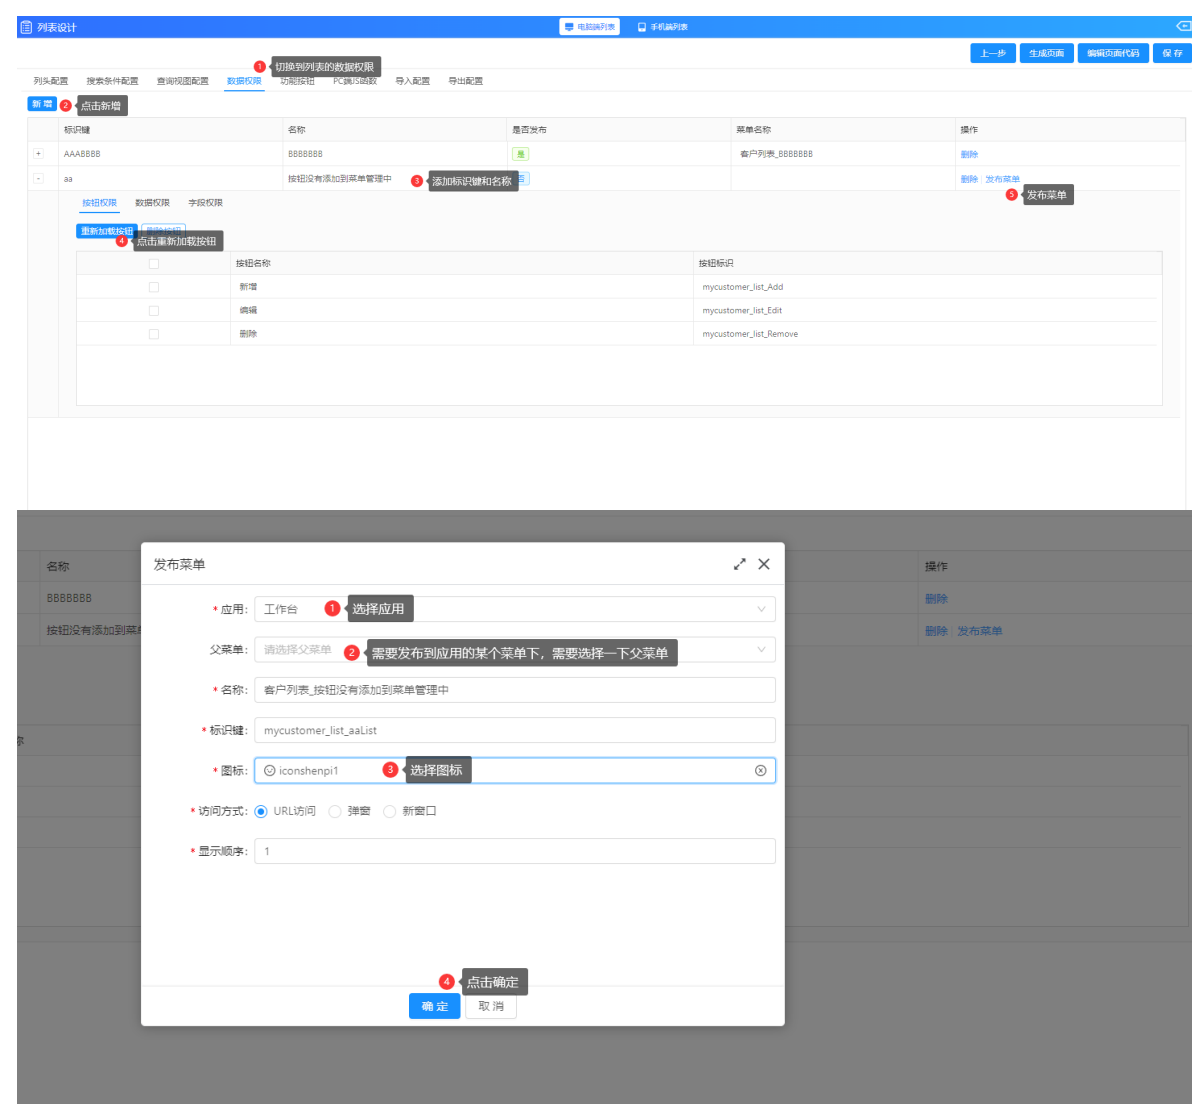 列表设计
电脑端列表 手机端列表
上一步 生成页面 编辑页面代码 保存
1 切换到列表的数据权限
列头配置 搜索条件配置 查询视图配置 数据权限 功能按钮 PC端JS函数 导入配置 导出配置
新增 2 点击新增
标识键 名称 是否发布 菜单名称 操作
+ AAABBBB BBBBBBB 是 客户列表_BBBBBBB 删除
- aa 按钮没有添加到菜单管理中 3 添加标识键和名称 否 删除 发布菜单
5 发布菜单
按钮权限 数据权限 字段权限
重新加载按钮 删除按钮
4 点击重新加载按钮
按钮名称 按钮标识
新增 mycustomer_list_Add
编辑 mycustomer_list_Edit
删除 mycustomer_list_Remove
名称 操作
BBBBBBB 删除
按钮没有添加到菜单 删除 发布菜单
发布菜单
* 应用: 工作台 1 选择应用
父菜单: 请选择父菜单 2 需要发布到应用的某个菜单下，需要选择一下父菜单
* 名称: 客户列表_按钮没有添加到菜单管理中
* 标识键: mycustomer_list_aaList
* 图标: iconshenpi1 3 选择图标
* 访问方式: URL访问 弹窗 新窗口
* 显示顺序: 1
4 点击确定
确定 取消